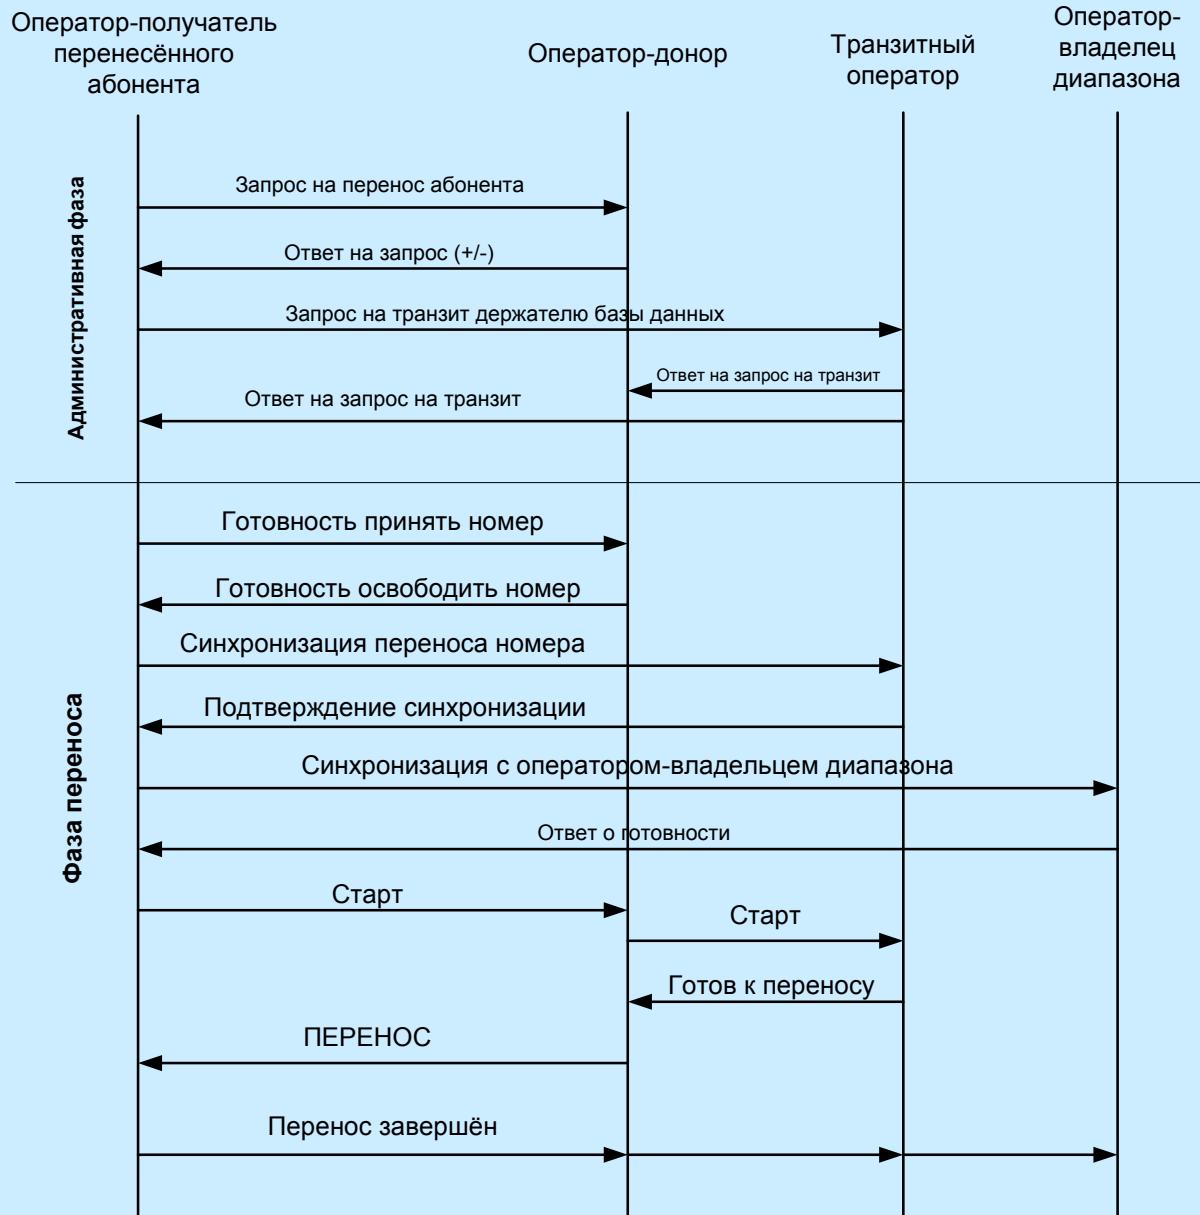 Оператор-получатель
перенесённого
абонента
Оператор-донор
Транзитный
оператор
Оператор-
владелец
диапазона
Административная фаза
Запрос на перенос абонента
Ответ на запрос (+/-)
Запрос на транзит держателю базы данных
Ответ на запрос на транзит
Ответ на запрос на транзит
Фаза переноса
Готовность принять номер
Готовность освободить номер
Синхронизация переноса номера
Подтверждение синхронизации
Синхронизация с оператором-владельцем диапазона
Ответ о готовности
Старт
Старт
Готов к переносу
ПЕРЕНОС
Перенос завершён